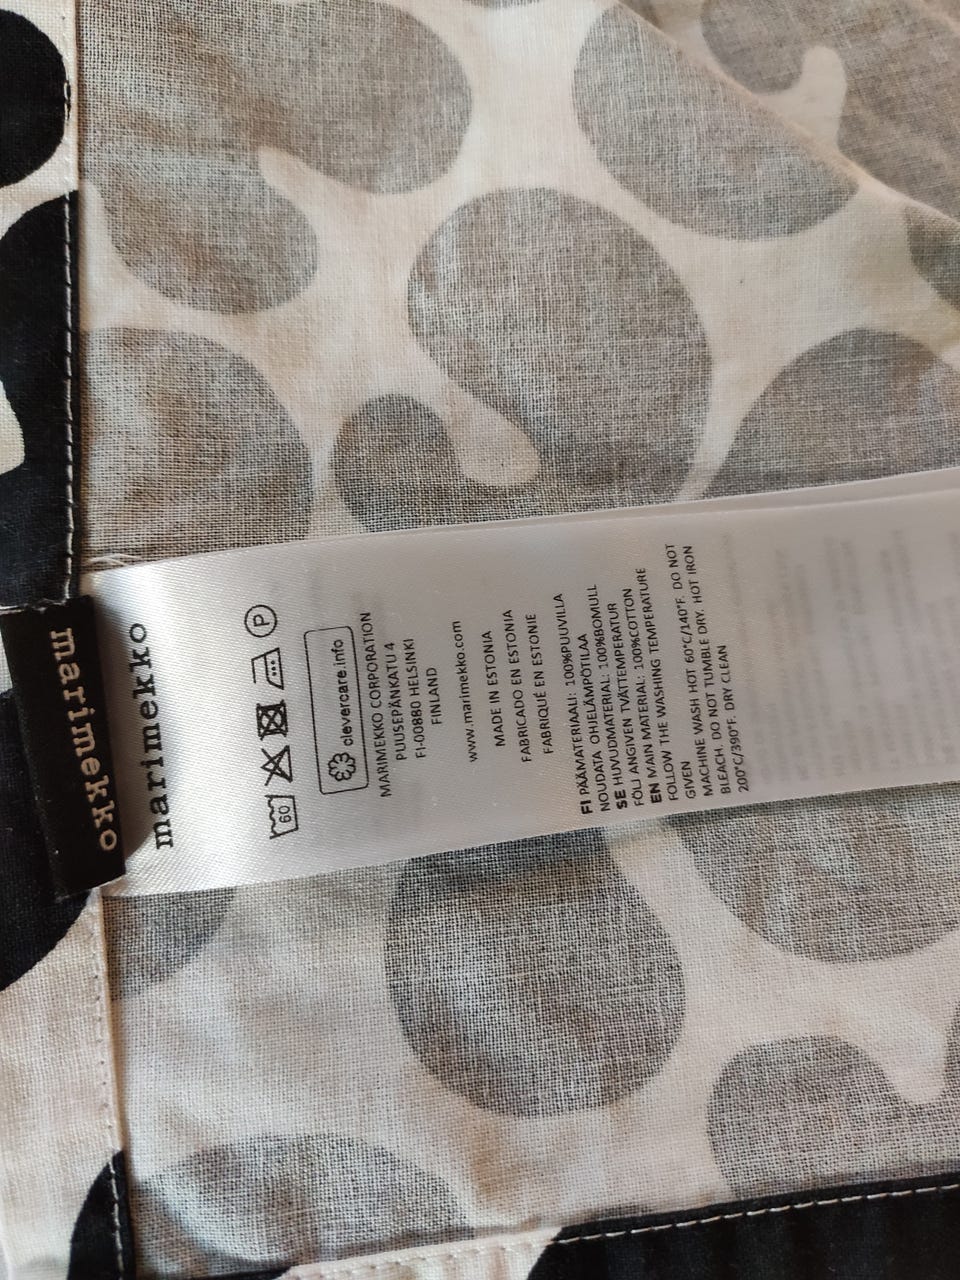 marimekko
marimekko
60 P
clevercare.info
MARIMEKKO CORPORATION
PUUSEPÄNKATU 4
FI-00880 HELSINKI
FINLAND
www.marimekko.com
MADE IN ESTONIA
FABRICADO EN ESTONIA
FABRIQUÉ EN ESTONIE
FI PÄÄMATERIAALI: 100%PUUVILLA
NOUDATA OHJELÄMPÖTILAA
SE HUVUDMATERIAL: 100%BOMULL
FÖLJ ANGIVEN TVÄTTEMPERATUR
EN MAIN MATERIAL: 100%COTTON
FOLLOW THE WASHING TEMPERATURE
GIVEN
MACHINE WASH HOT 60°C/140°F. DO NOT
BLEACH. DO NOT TUMBLE DRY. HOT IRON
200°C/390°F. DRY CLEAN